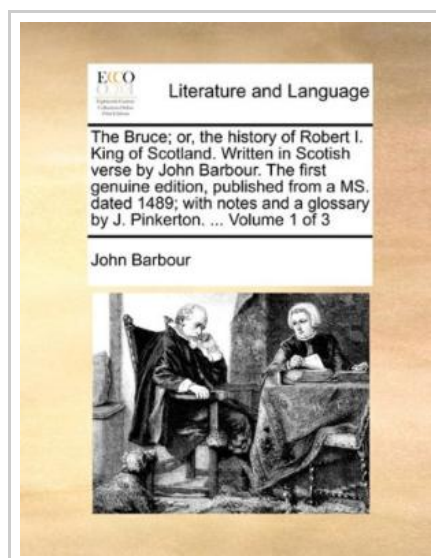 ECCO
Literature and Language
The Bruce; or, the history of Robert I.
King of Scotland. Written in Scotish
verse by John Barbour. The first
genuine edition, published from a MS.
dated 1489; with notes and a glossary
by J. Pinkerton. ... Volume 1 of 3
John Barbour